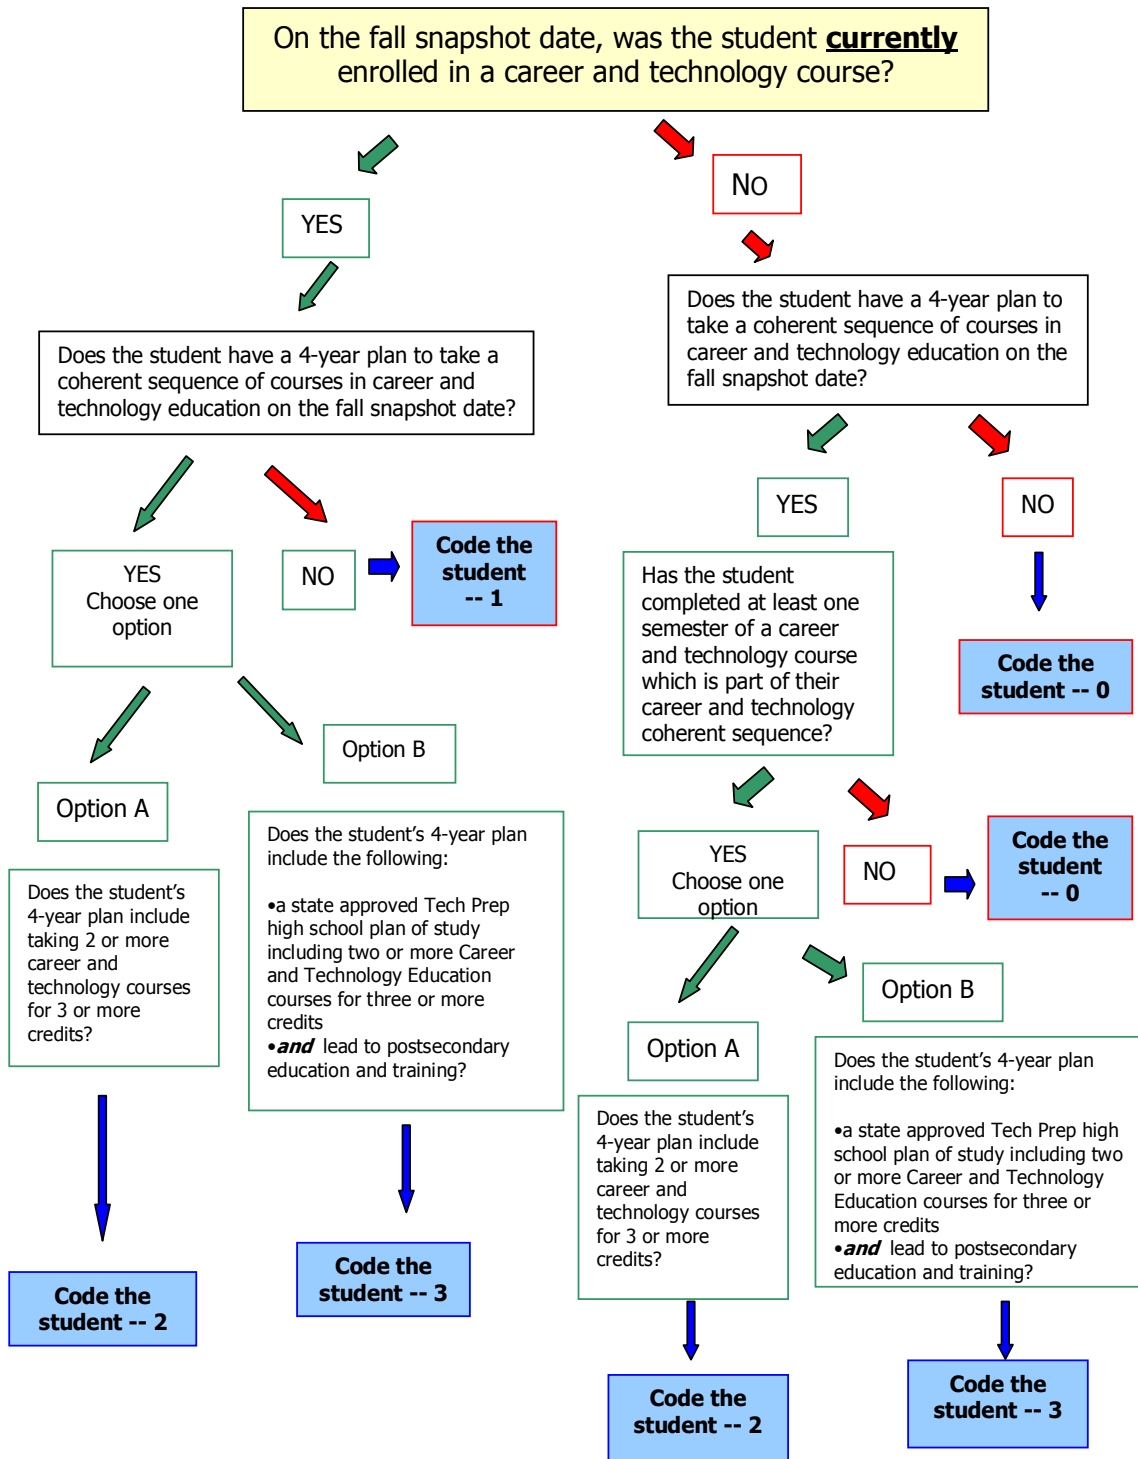 On the fall snapshot date, was the student currently
enrolled in a career and technology course?
YES
Does the student have a 4-year plan to take a
coherent sequence of courses in career and
technology education on the fall snapshot date?
YES
Choose one
option
NO
Code the
student
-- 1
Option A
Does the student's
4-year plan include
taking 2 or more
career and
technology courses
for 3 or more
credits?
Code the
student -- 2
Option B
Does the student's 4-year plan
include the following:
•a state approved Tech Prep
high school plan of study
including two or more Career
and Technology Education
courses for three or more
credits
•and lead to postsecondary
education and training?
Code the
student -- 3
NO
Does the student have a 4-year plan to
take a coherent sequence of courses in
career and technology education on the
fall snapshot date?
YES
NO
Code the
student -- 0
Has the student
completed at least one
semester of a career
and technology course
which is part of their
career and technology
coherent sequence?
YES
Choose one
option
NO
Code the
student
-- 0
Option A
Does the student's
4-year plan include
taking 2 or more
career and
technology courses
for 3 or more
credits?
Code the
student -- 2
Option B
Does the student's 4-year plan
include the following:
•a state approved Tech Prep high
school plan of study including two
or more Career and Technology
Education courses for three or
more credits
•and lead to postsecondary
education and training?
Code the
student -- 3